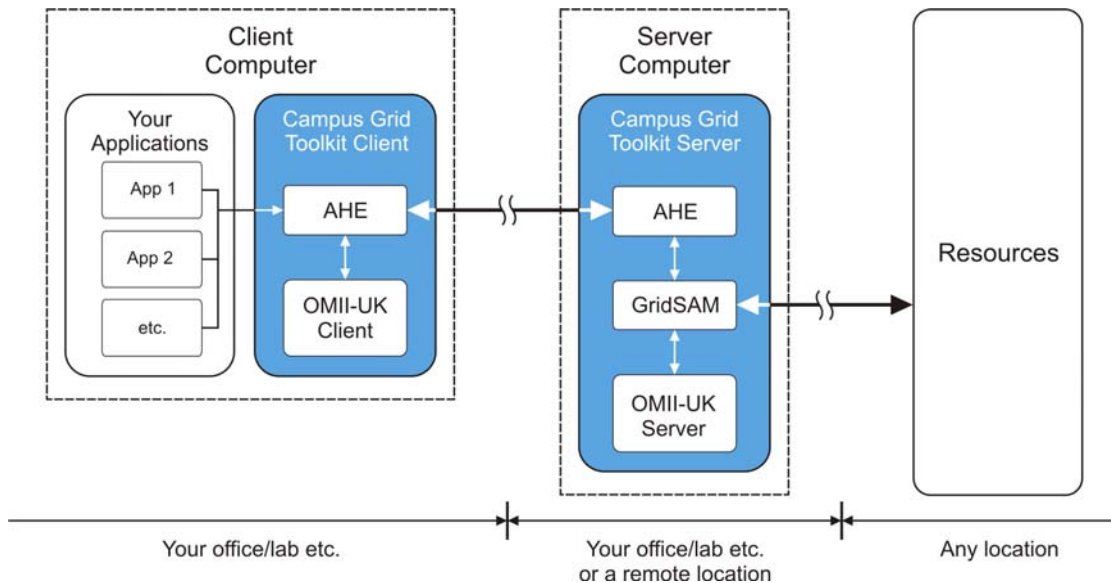 Client
Computer
Your
Applications
App 1
App 2
etc.
Campus Grid
Toolkit Client
AHE
OMII-UK
Client
Server
Computer
Campus Grid
Toolkit Server
AHE
GridSAM
OMII-UK
Server
Resources
Your office/lab etc.
Your office/lab etc.
or a remote location
Any location